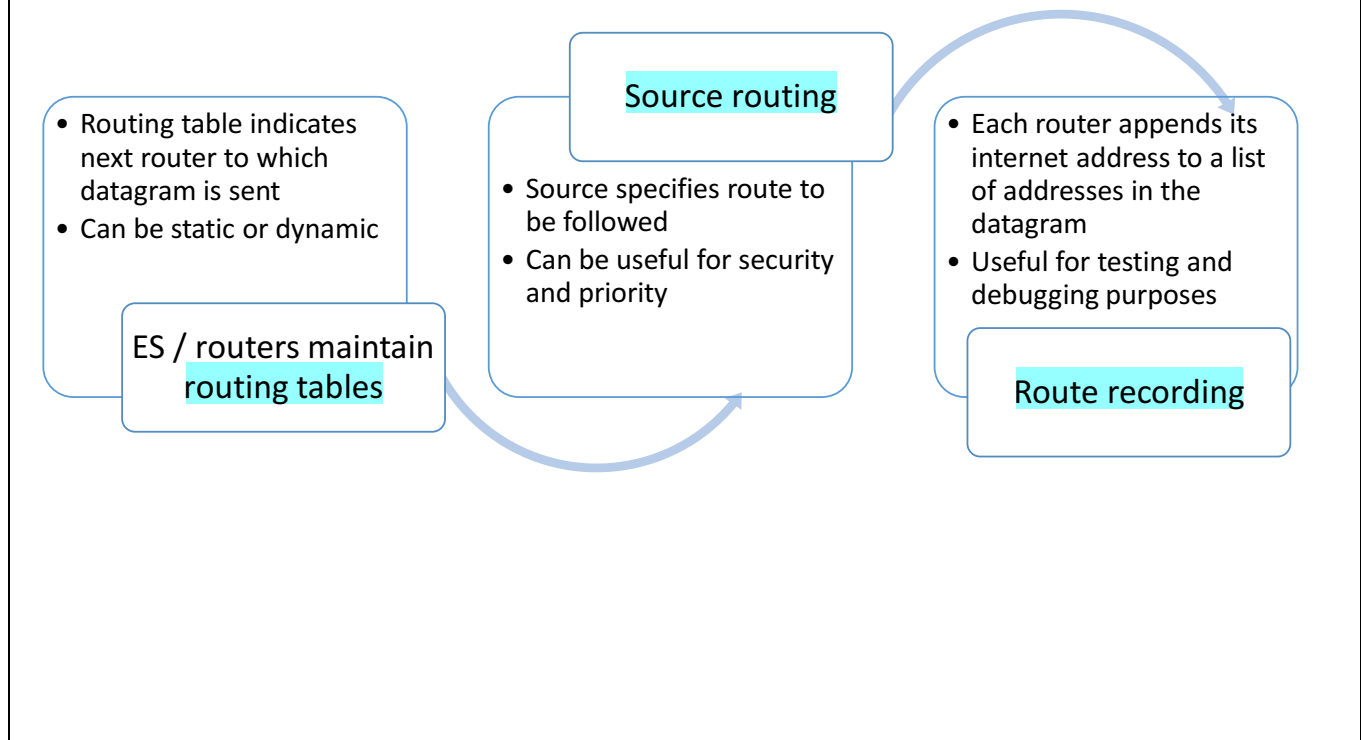 • Routing table indicates
next router to which
datagram is sent
• Can be static or dynamic
ES / routers maintain
routing tables
Source routing
• Source specifies route to
be followed
• Can be useful for security
and priority
• Each router appends its
internet address to a list
of addresses in the
datagram
• Useful for testing and
debugging purposes
Route recording